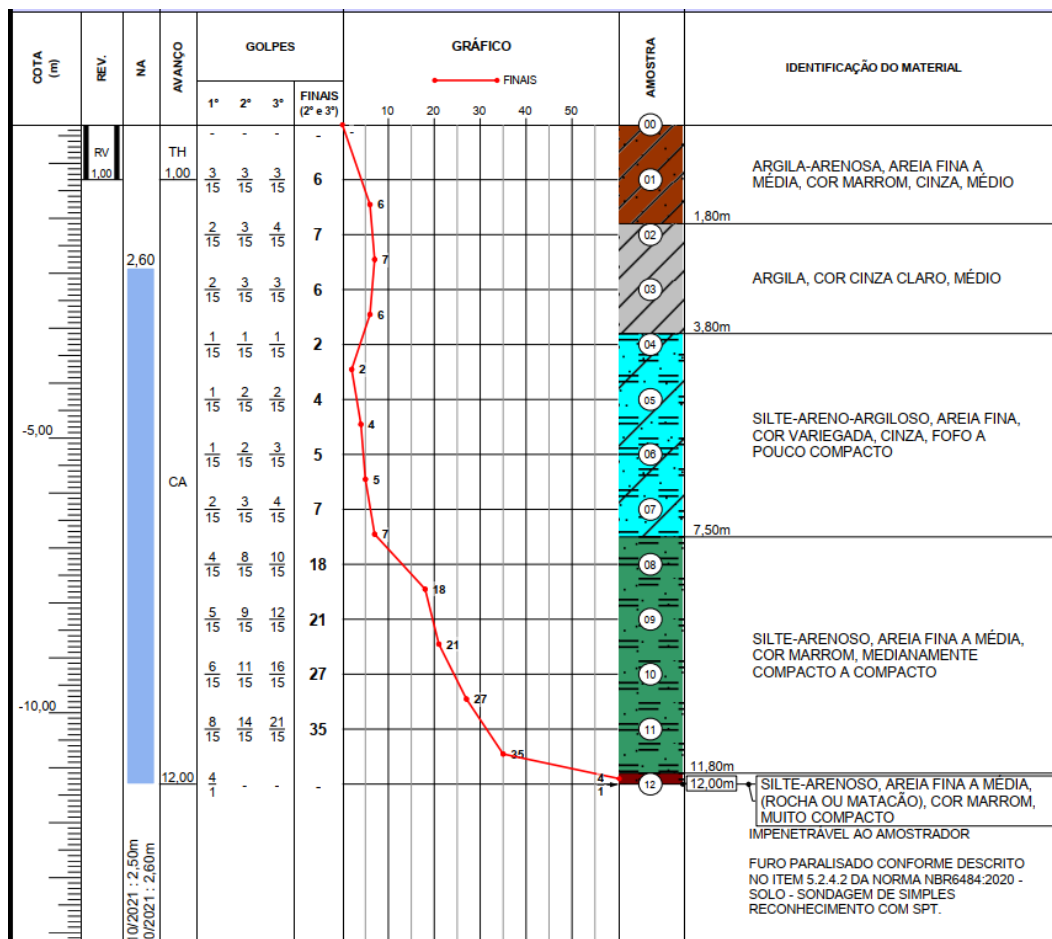 COTA (m)
REV.
NA
AVANÇO
GOLPES
1º 2º 3º FINAIS (2º e 3º)
GRÁFICO
FINAIS
10 20 30 40 50
AMOSTRA
IDENTIFICAÇÃO DO MATERIAL
- - - - -
00
RV 1,00
TH 1,00
3/15 3/15 3/15 6
6
01
ARGILA-ARENOSA, AREIA FINA A
MÉDIA, COR MARROM, CINZA, MÉDIO
1,80m
2/15 3/15 4/15 7
7
02
2,60
2/15 3/15 3/15 6
6
03
ARGILA, COR CINZA CLARO, MÉDIO
3,80m
1/15 1/15 1/15 2
2
04
1/15 2/15 2/15 4
4
05
-5,00
SILTE-ARENO-ARGILOSO, AREIA FINA,
COR VARIEGADA, CINZA, FOFO A
POUCO COMPACTO
1/15 2/15 3/15 5
5
06
CA
2/15 3/15 4/15 7
7
07
7,50m
4/15 8/15 10/15 18
18
08
5/15 9/15 12/15 21
21
09
SILTE-ARENOSO, AREIA FINA A MÉDIA,
COR MARROM, MEDIANAMENTE
COMPACTO A COMPACTO
6/15 11/15 16/15 27
27
10
-10,00
8/15 14/15 21/15 35
35
11
11,80m
12,00
4/1 - - -
4/1
12
12,00m
SILTE-ARENOSO, AREIA FINA A MÉDIA,
(ROCHA OU MATACÃO), COR MARROM,
MUITO COMPACTO
IMPENETRÁVEL AO AMOSTRADOR
FURO PARALISADO CONFORME DESCRITO
NO ITEM 5.2.4.2 DA NORMA NBR6484:2020 -
SOLO - SONDAGEM DE SIMPLES
RECONHECIMENTO COM SPT.
10/2021 : 2,50m
0/2021 : 2,60m